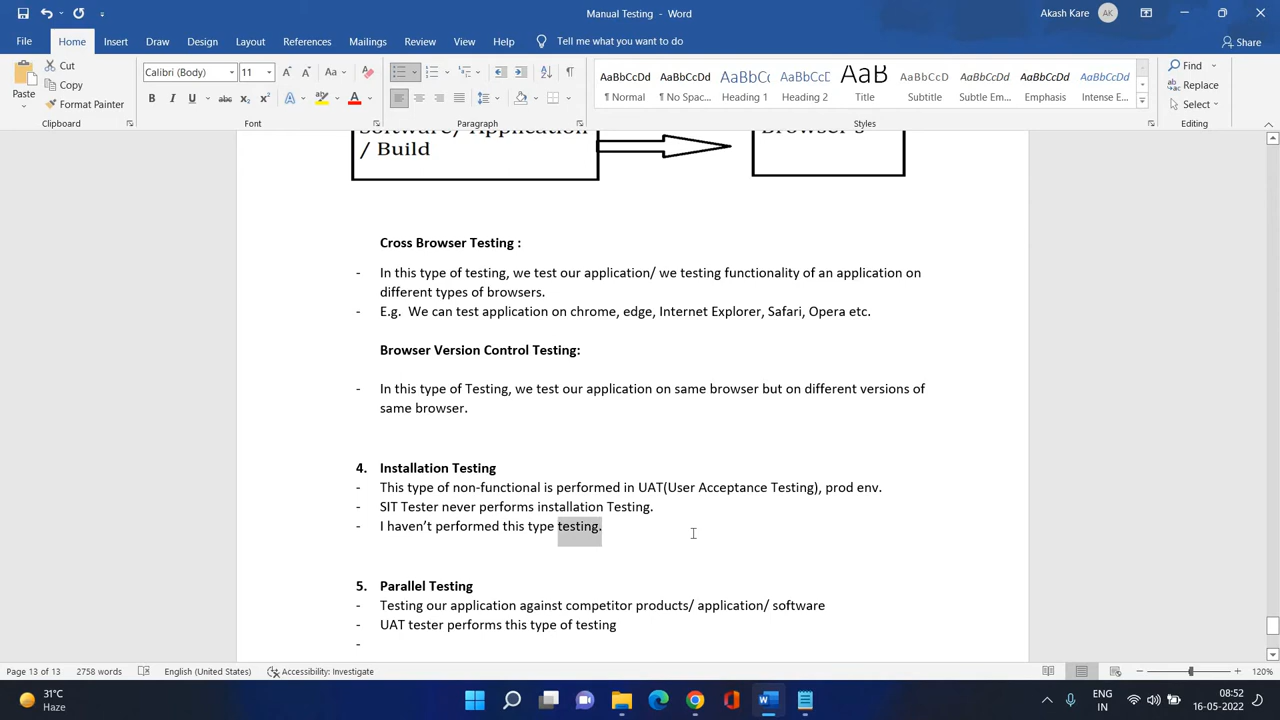 Manual Testing - Word
Akash Kare
AK
File
Home
Insert
Draw
Design
Layout
References
Mailings
Review
View
Help
Tell me what you want to do
Share
Paste
Cut
Copy
Format Painter
Clipboard
Calibri (Body)
11
Font
Paragraph
AaBbCcDd
¶ Normal
AaBbCcDd
¶ No Spac...
AaBbCc
Heading 1
AaBbCcD
Heading 2
AaB
Title
AaBbCcDd
Subtitle
AaBbCcDd
Subtle Em...
AaBbCcDd
Emphasis
AaBbCcDd
Intense E...
Styles
Find
Replace
Select
Editing
Software/ Application
/ Build
Browser's
Cross Browser Testing :
- In this type of testing, we test our application/ we testing functionality of an application on
different types of browsers.
- E.g. We can test application on chrome, edge, Internet Explorer, Safari, Opera etc.
Browser Version Control Testing:
- In this type of Testing, we test our application on same browser but on different versions of
same browser.
4. Installation Testing
- This type of non-functional is performed in UAT(User Acceptance Testing), prod env.
- SIT Tester never performs installation Testing.
- I haven't performed this type testing.
5. Parallel Testing
- Testing our application against competitor products/ application/ software
- UAT tester performs this type of testing
-
Page 13 of 13
2758 words
English (United States)
Accessibility: Investigate
120%
31°C
Haze
ENG
IN
08:52
16-05-2022